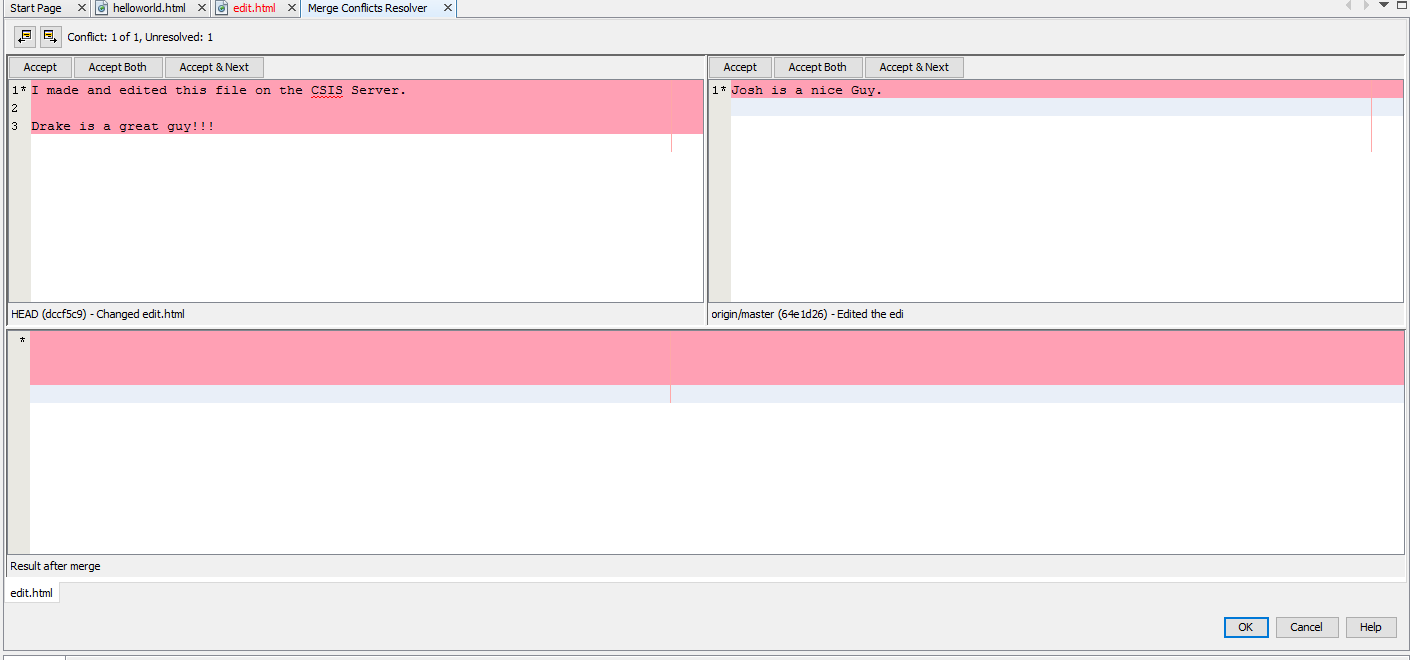 Start Page helloworld.html edit.html Merge Conflicts Resolver
Conflict: 1 of 1, Unresolved: 1
Accept Accept Both Accept & Next
1* I made and edited this file on the CSIS Server.
2
3 Drake is a great guy!!!
HEAD (dccf5c9) - Changed edit.html
Accept Accept Both Accept & Next
1* Josh is a nice Guy.
origin/master (64e1d26) - Edited the edi
*
Result after merge
edit.html
OK Cancel Help